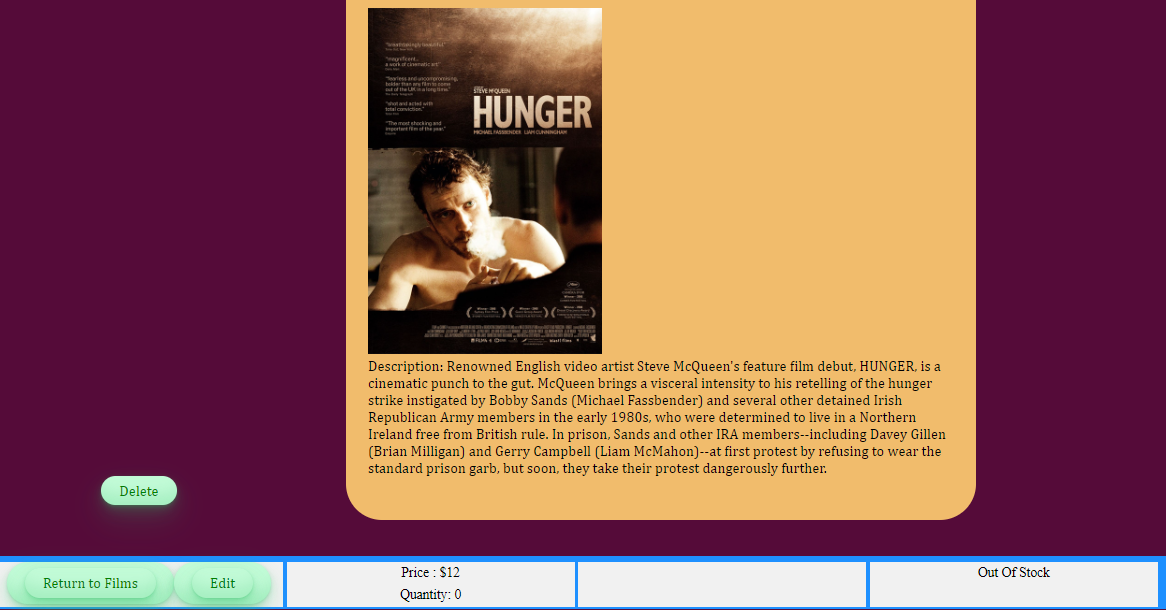 "breathtakingly beautiful"
"magnificent...
a work of cinematic art"
"fearless and uncompromising,
bolder than any film to come
out of the UK in a long time."
"shot and acted with
total conviction."
"The most shocking and
important film of the year."
STEVE McQUEEN
HUNGER
MICHAEL FASSBENDER LIAM CUNNINGHAM
Description: Renowned English video artist Steve McQueen's feature film debut, HUNGER, is a
cinematic punch to the gut. McQueen brings a visceral intensity to his retelling of the hunger
strike instigated by Bobby Sands (Michael Fassbender) and several other detained Irish
Republican Army members in the early 1980s, who were determined to live in a Northern
Ireland free from British rule. In prison, Sands and other IRA members--including Davey Gillen
(Brian Milligan) and Gerry Campbell (Liam McMahon)--at first protest by refusing to wear the
standard prison garb, but soon, they take their protest dangerously further.
Delete
Return to Films
Edit
Price : $12
Quantity: 0
Out Of Stock